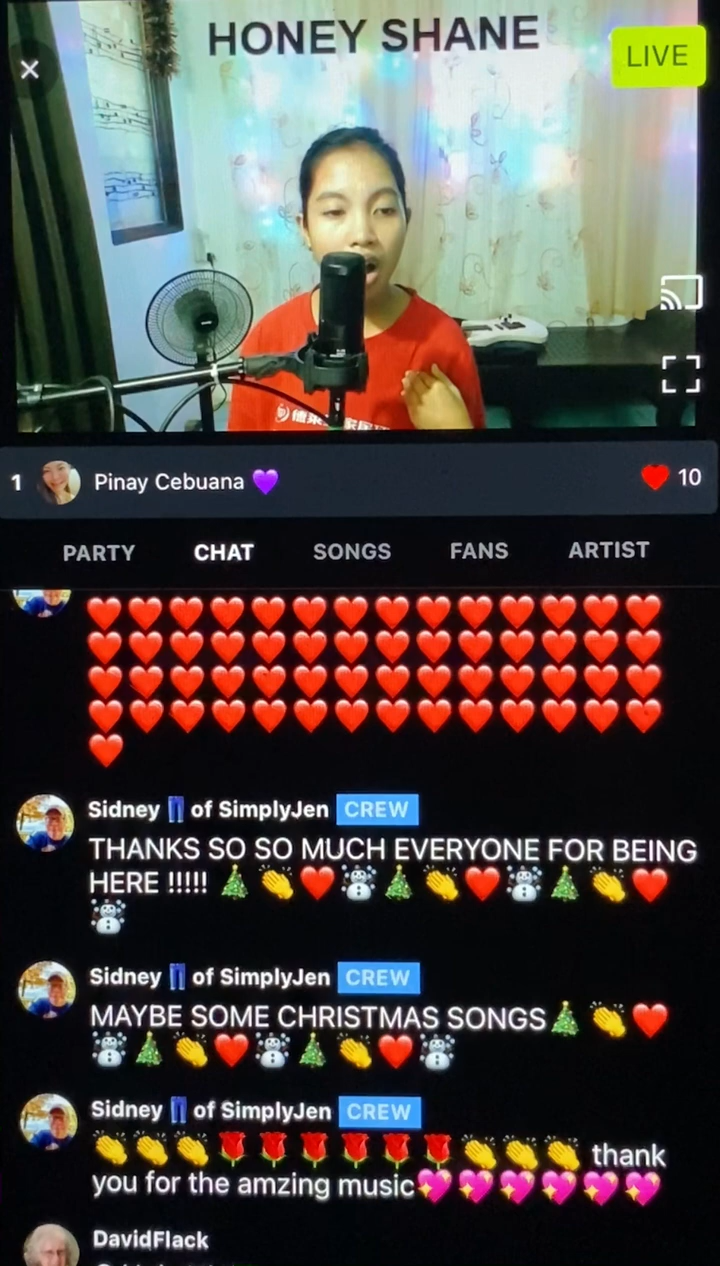 HONEY SHANE
LIVE
1 Pinay Cebuana 💜 ❤️ 10
PARTY CHAT SONGS FANS ARTIST
❤️❤️❤️❤️❤️❤️❤️❤️❤️❤️❤️❤️❤️❤️
❤️❤️❤️❤️❤️❤️❤️❤️❤️❤️❤️❤️❤️❤️
❤️❤️❤️❤️❤️❤️❤️❤️❤️❤️❤️❤️❤️❤️
❤️❤️❤️❤️❤️❤️❤️❤️❤️❤️❤️❤️❤️❤️
❤️
Sidney 👖 of SimplyJen CREW
THANKS SO SO MUCH EVERYONE FOR BEING
HERE !!!!! 🎄 👏 ❤️ ☃️ 🎄 👏 ❤️ ☃️ 🎄 👏 ❤️
☃️
Sidney 👖 of SimplyJen CREW
MAYBE SOME CHRISTMAS SONGS🎄 👏 ❤️
☃️ 🎄 👏 ❤️ ☃️ 🎄 👏 ❤️ ☃️
Sidney 👖 of SimplyJen CREW
👏 👏 👏 🌹 🌹 🌹 🌹 🌹 🌹 👏 👏 👏 thank
you for the amzing music💖💖💖💖💖💖
DavidFlack